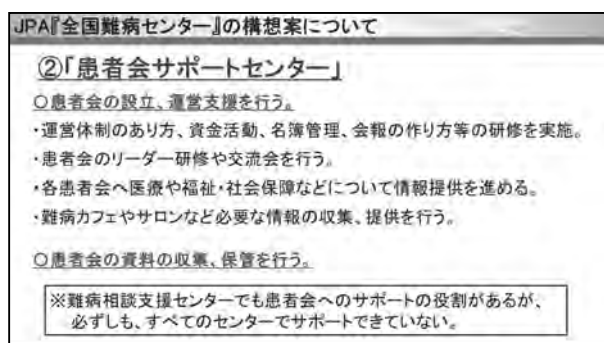 JPA『全国難病センター』の構想案について
②「患者会サポートセンター」
○患者会の設立、運営支援を行う。
・運営体制のあり方、資金活動、名簿管理、会報の作り方等の研修を実施。
・患者会のリーダー研修や交流会を行う。
・各患者会へ医療や福祉・社会保障などについて情報提供を進める。
・難病カフェやサロンなど必要な情報の収集、提供を行う。
○患者会の資料の収集、保管を行う。
※難病相談支援センターでも患者会へのサポートの役割があるが、
必ずしも、すべてのセンターでサポートできていない。